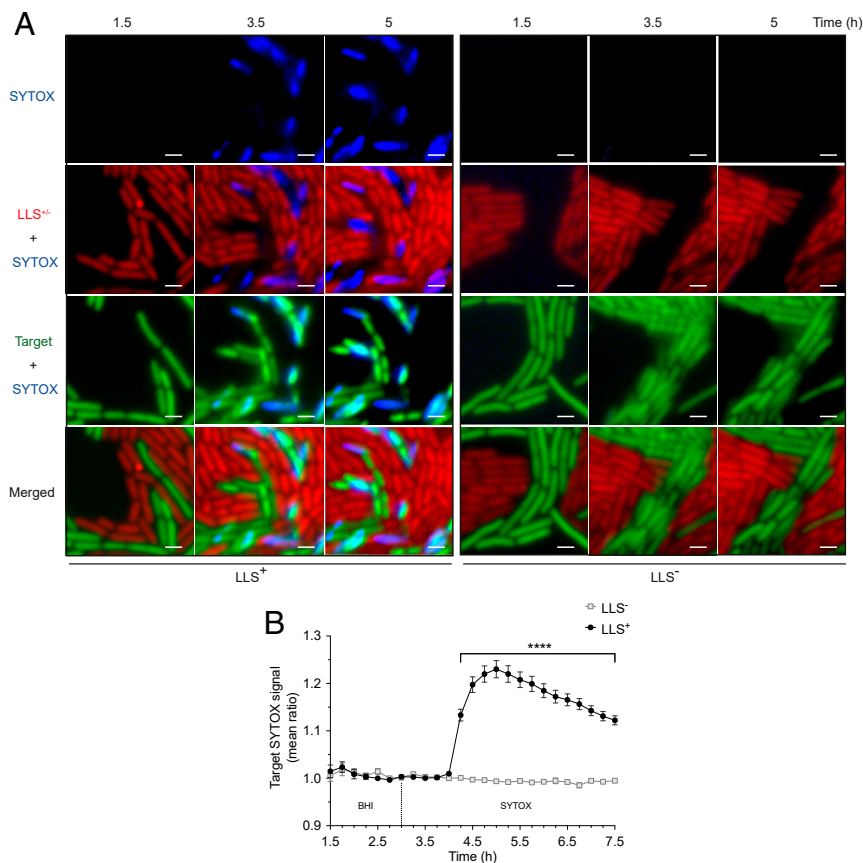 A
1.5 3.5 5 1.5 3.5 5 Time (h)
SYTOX
LLS+/-
+
SYTOX
Target
+
SYTOX
Merged
LLS+ LLS-
B
LLS-
LLS+
****
1.3
1.2
1.1
1.0
0.9
Target SYTOX signal
(mean ratio)
BHI SYTOX
1.5 2.5 3.5 4.5 5.5 6.5 7.5
Time (h)